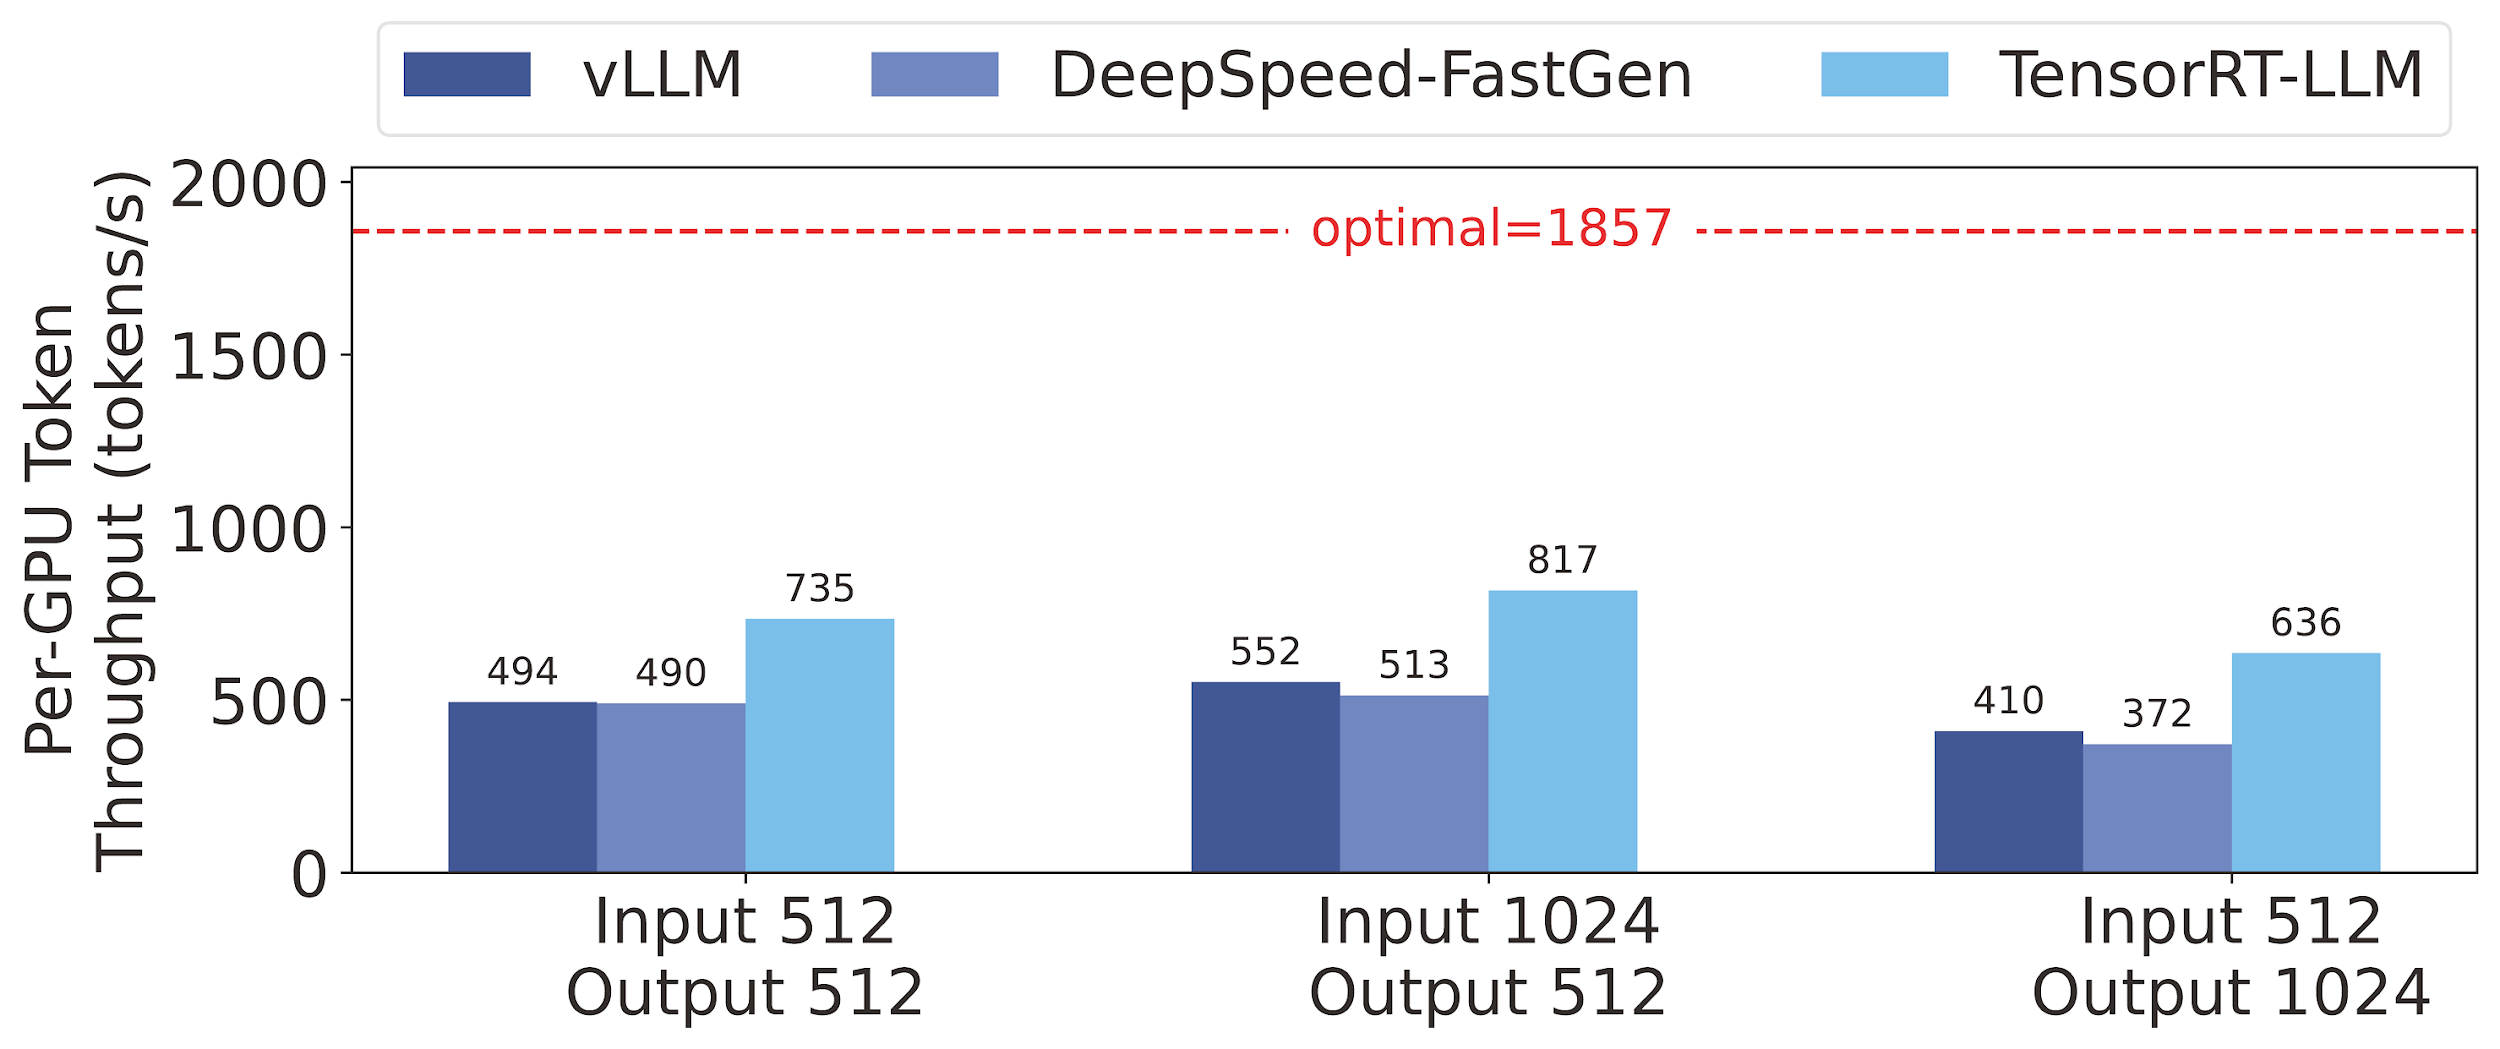 vLLM DeepSpeed-FastGen TensorRT-LLM
Per-GPU Token
Throughput (tokens/s)
2000
1500
1000
500
0
optimal=1857
494 490 735
552 513 817
410 372 636
Input 512
Output 512
Input 1024
Output 512
Input 512
Output 1024